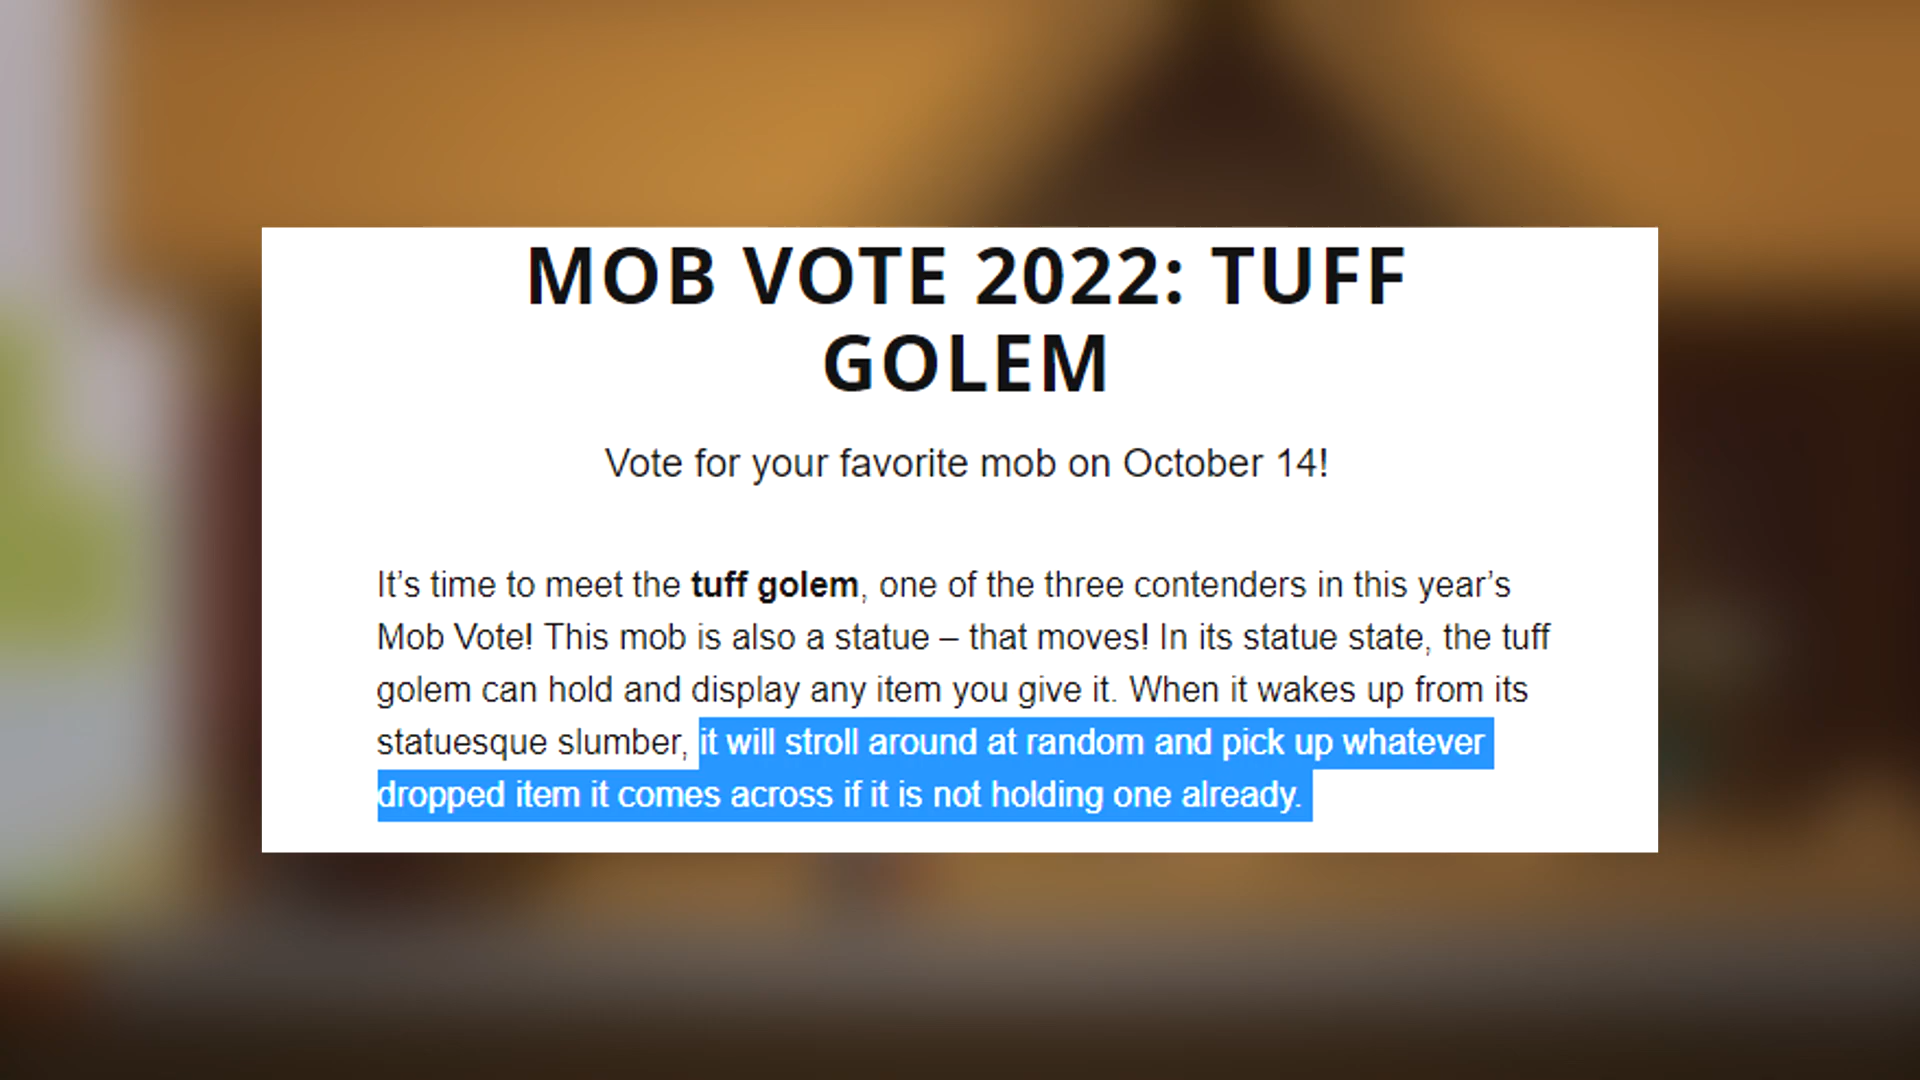 MOB VOTE 2022: TUFF
GOLEM
Vote for your favorite mob on October 14!
It’s time to meet the tuff golem, one of the three contenders in this year’s
Mob Vote! This mob is also a statue – that moves! In its statue state, the tuff
golem can hold and display any item you give it. When it wakes up from its
statuesque slumber, it will stroll around at random and pick up whatever
dropped item it comes across if it is not holding one already.